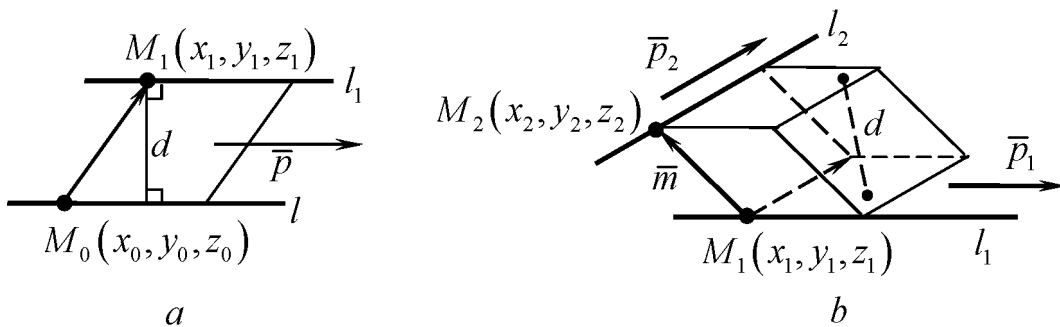 M₁(x₁, y₁, z₁)
l₁
d
p̅
l
M₀(x₀, y₀, z₀)
a
l₂
p̅₂
M₂(x₂, y₂, z₂)
d
m̅
p̅₁
l₁
M₁(x₁, y₁, z₁)
b